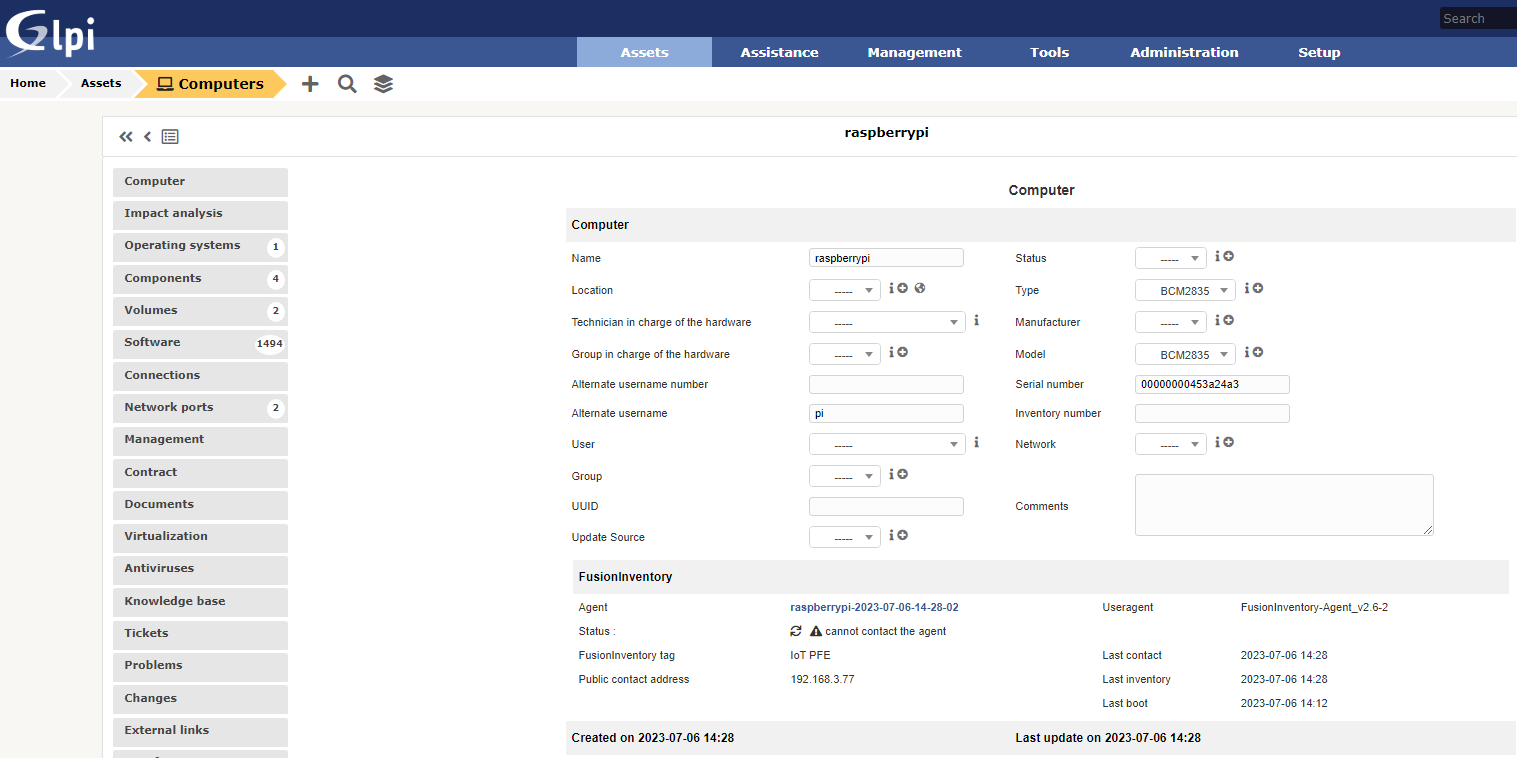 Glpi
Search
Assets Assistance Management Tools Administration Setup
Home Assets Computers
raspberrypi
Computer
Impact analysis
Operating systems 1
Components 4
Volumes 2
Software 1494
Connections
Network ports 2
Management
Contract
Documents
Virtualization
Antiviruses
Knowledge base
Tickets
Problems
Changes
External links
Computer
Computer
Name raspberrypi Status -----
Location ----- Type BCM2835
Technician in charge of the hardware ----- Manufacturer -----
Group in charge of the hardware ----- Model BCM2835
Alternate username number Serial number 00000000453a24a3
Alternate username pi Inventory number
User ----- Network -----
Group -----
UUID Comments
Update Source -----
FusionInventory
Agent raspberrypi-2023-07-06-14-28-02 Useragent FusionInventory-Agent_v2.6-2
Status : cannot contact the agent
FusionInventory tag IoT PFE Last contact 2023-07-06 14:28
Public contact address 192.168.3.77 Last inventory 2023-07-06 14:28
Last boot 2023-07-06 14:12
Created on 2023-07-06 14:28 Last update on 2023-07-06 14:28